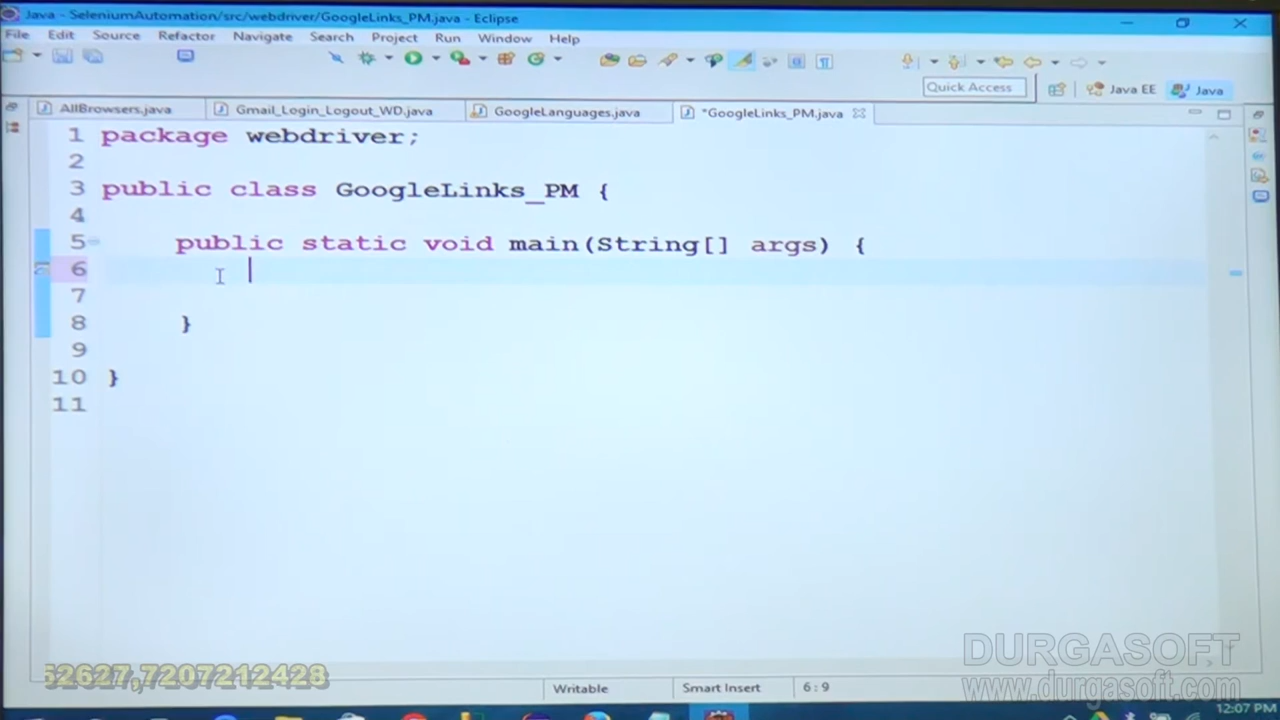 Java - SeleniumAutomation/src/webdriver/GoogleLinks_PM.java - Eclipse
File Edit Source Refactor Navigate Search Project Run Window Help
Quick Access Java EE Java
AllBrowsers.java Gmail_Login_Logout_WD.java GoogleLanguages.java *GoogleLinks_PM.java
1 package webdriver;
2
3 public class GoogleLinks_PM {
4
5 public static void main(String[] args) {
6
7
8 }
9
10 }
11
DURGASOFT
52627,7207212428
www.durgasoft.com
Writable Smart Insert 6:9
12:07 PM